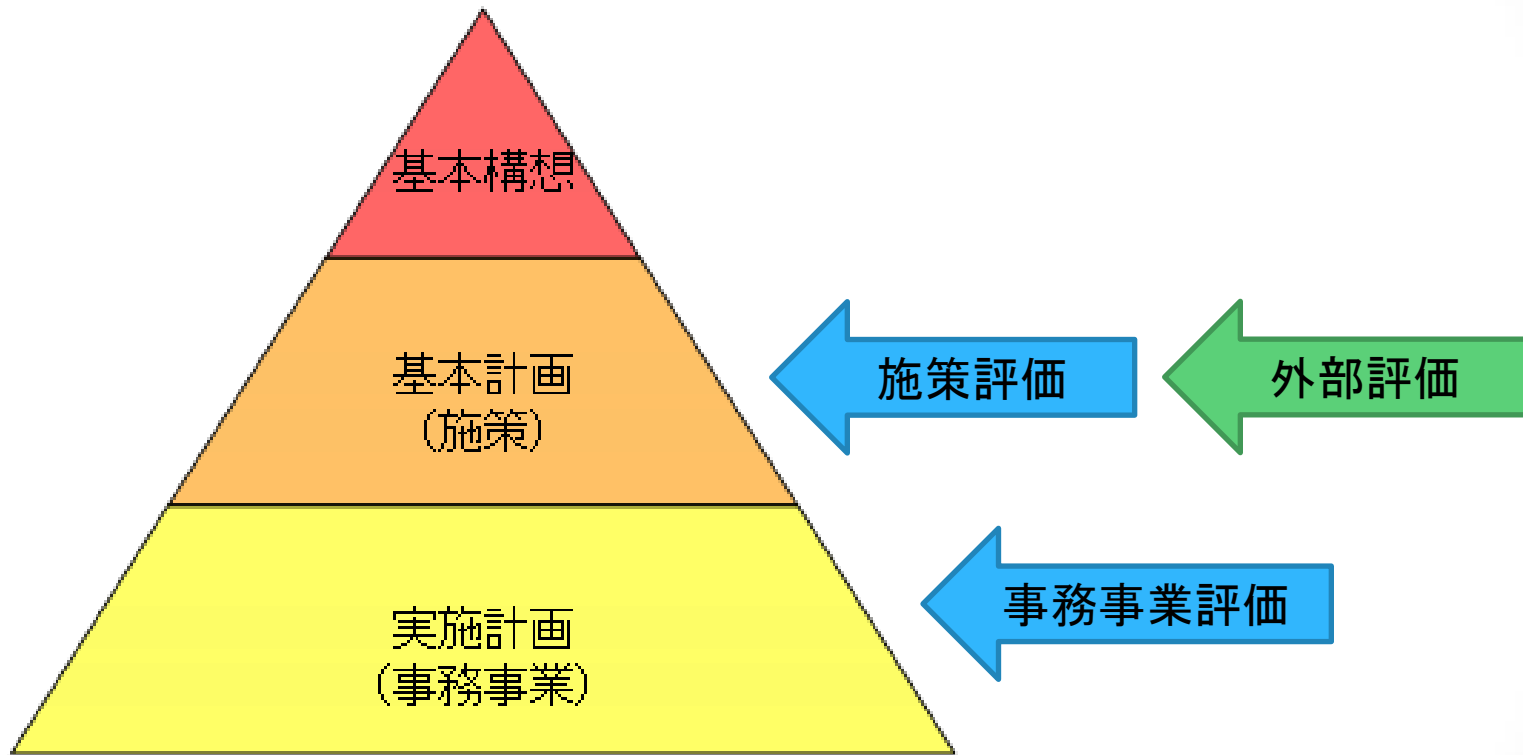 基本構想
基本計画
(施策)
施策評価
外部評価
実施計画
(事務事業)
事務事業評価